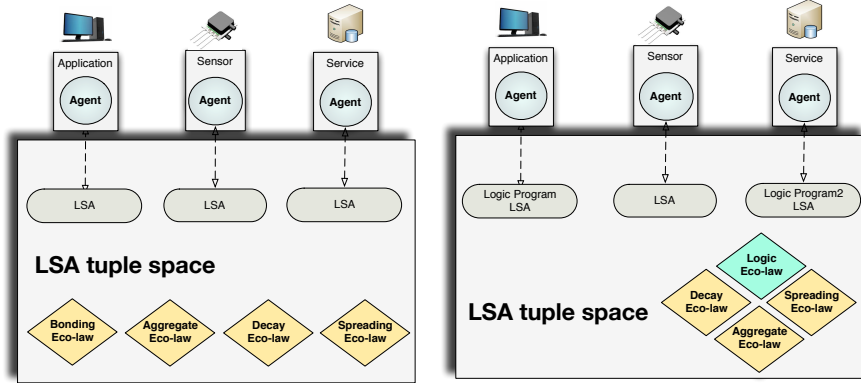 Application
Agent
Sensor
Agent
Service
Agent
LSA
LSA
LSA
LSA tuple space
Bonding
Eco-law
Aggregate
Eco-law
Decay
Eco-law
Spreading
Eco-law
Application
Agent
Sensor
Agent
Service
Agent
Logic Program
LSA
LSA
Logic Program2
LSA
Logic
Eco-law
Decay
Eco-law
Spreading
Eco-law
LSA tuple space
Aggregate
Eco-law